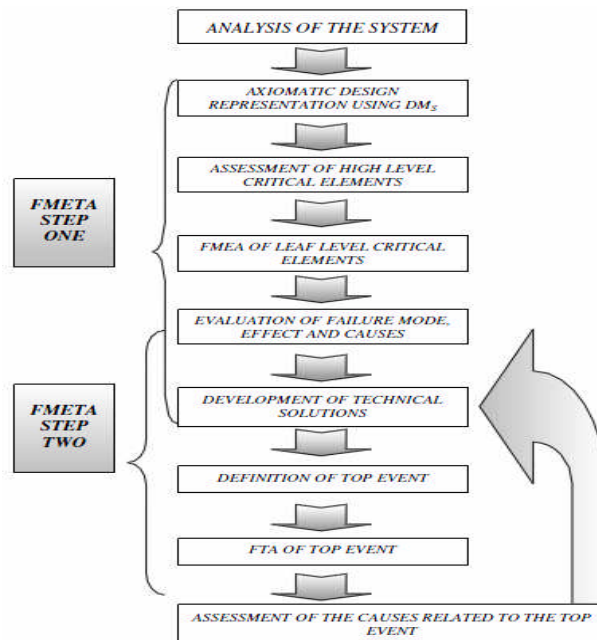 ANALYSIS OF THE SYSTEM
AXIOMATIC DESIGN
REPRESENTATION USING DMS
ASSESSMENT OF HIGH LEVEL
CRITICAL ELEMENTS
FMETA
STEP
ONE
FMEA OF LEAF LEVEL CRITICAL
ELEMENTS
EVALUATION OF FAILURE MODE,
EFFECT AND CAUSES
FMETA
STEP
TWO
DEVELOPMENT OF TECHNICAL
SOLUTIONS
DEFINITION OF TOP EVENT
FTA OF TOP EVENT
ASSESSMENT OF THE CAUSES RELATED TO THE TOP
EVENT